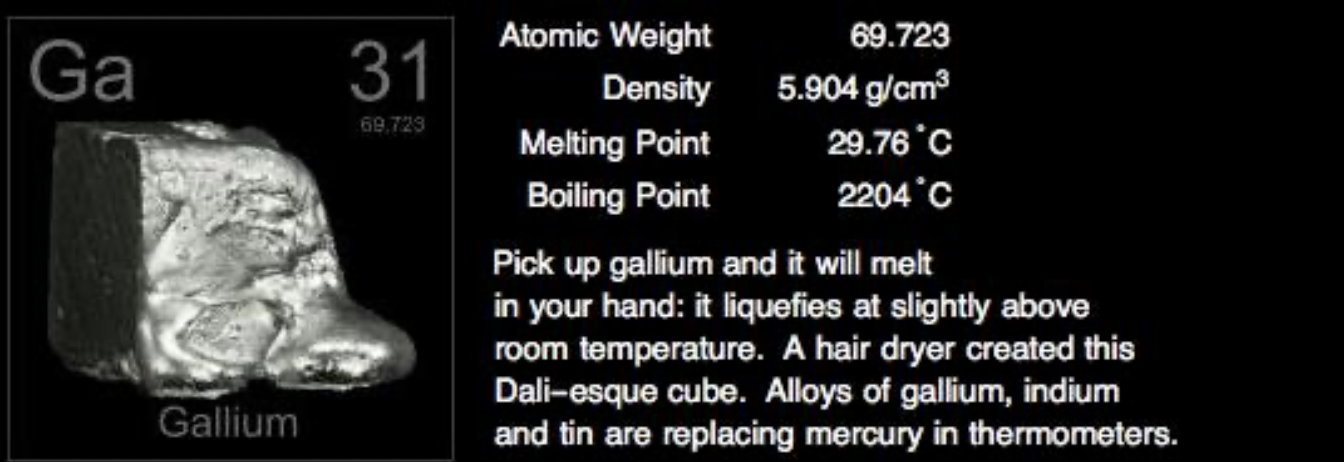 Ga 31
69.723
Gallium
Atomic Weight 69.723
Density 5.904 g/cm³
Melting Point 29.76 °C
Boiling Point 2204 °C
Pick up gallium and it will melt
in your hand: it liquefies at slightly above
room temperature. A hair dryer created this
Dali–esque cube. Alloys of gallium, indium
and tin are replacing mercury in thermometers.